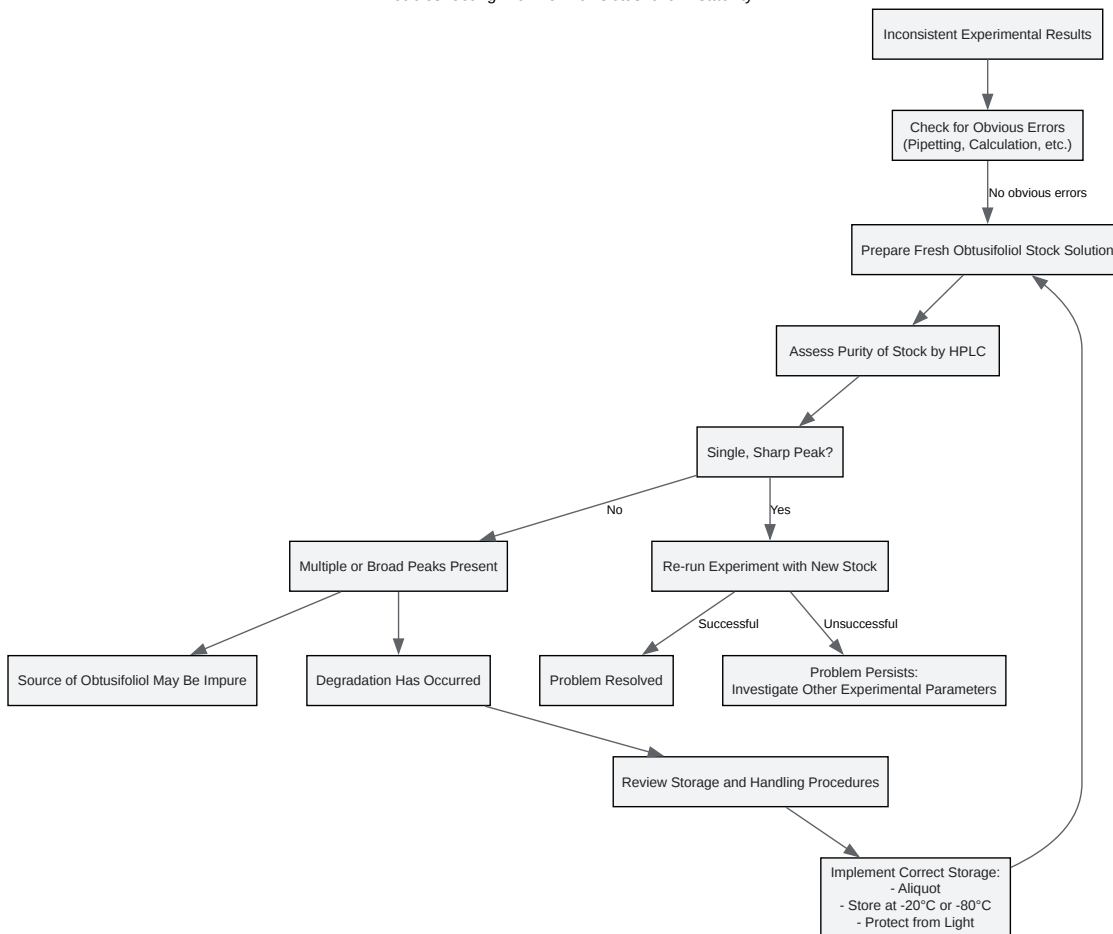 Inconsistent Experimental Results
Check for Obvious Errors
(Pipetting, Calculation, etc.)
No obvious errors
Prepare Fresh Obtusifoliol Stock Solution
Assess Purity of Stock by HPLC
Single, Sharp Peak?
No
Yes
Multiple or Broad Peaks Present
Re-run Experiment with New Stock
Successful
Unsuccessful
Source of Obtusifoliol May Be Impure
Degradation Has Occurred
Problem Resolved
Problem Persists:
Investigate Other Experimental Parameters
Review Storage and Handling Procedures
Implement Correct Storage:
- Aliquot
- Store at -20°C or -80°C
- Protect from Light